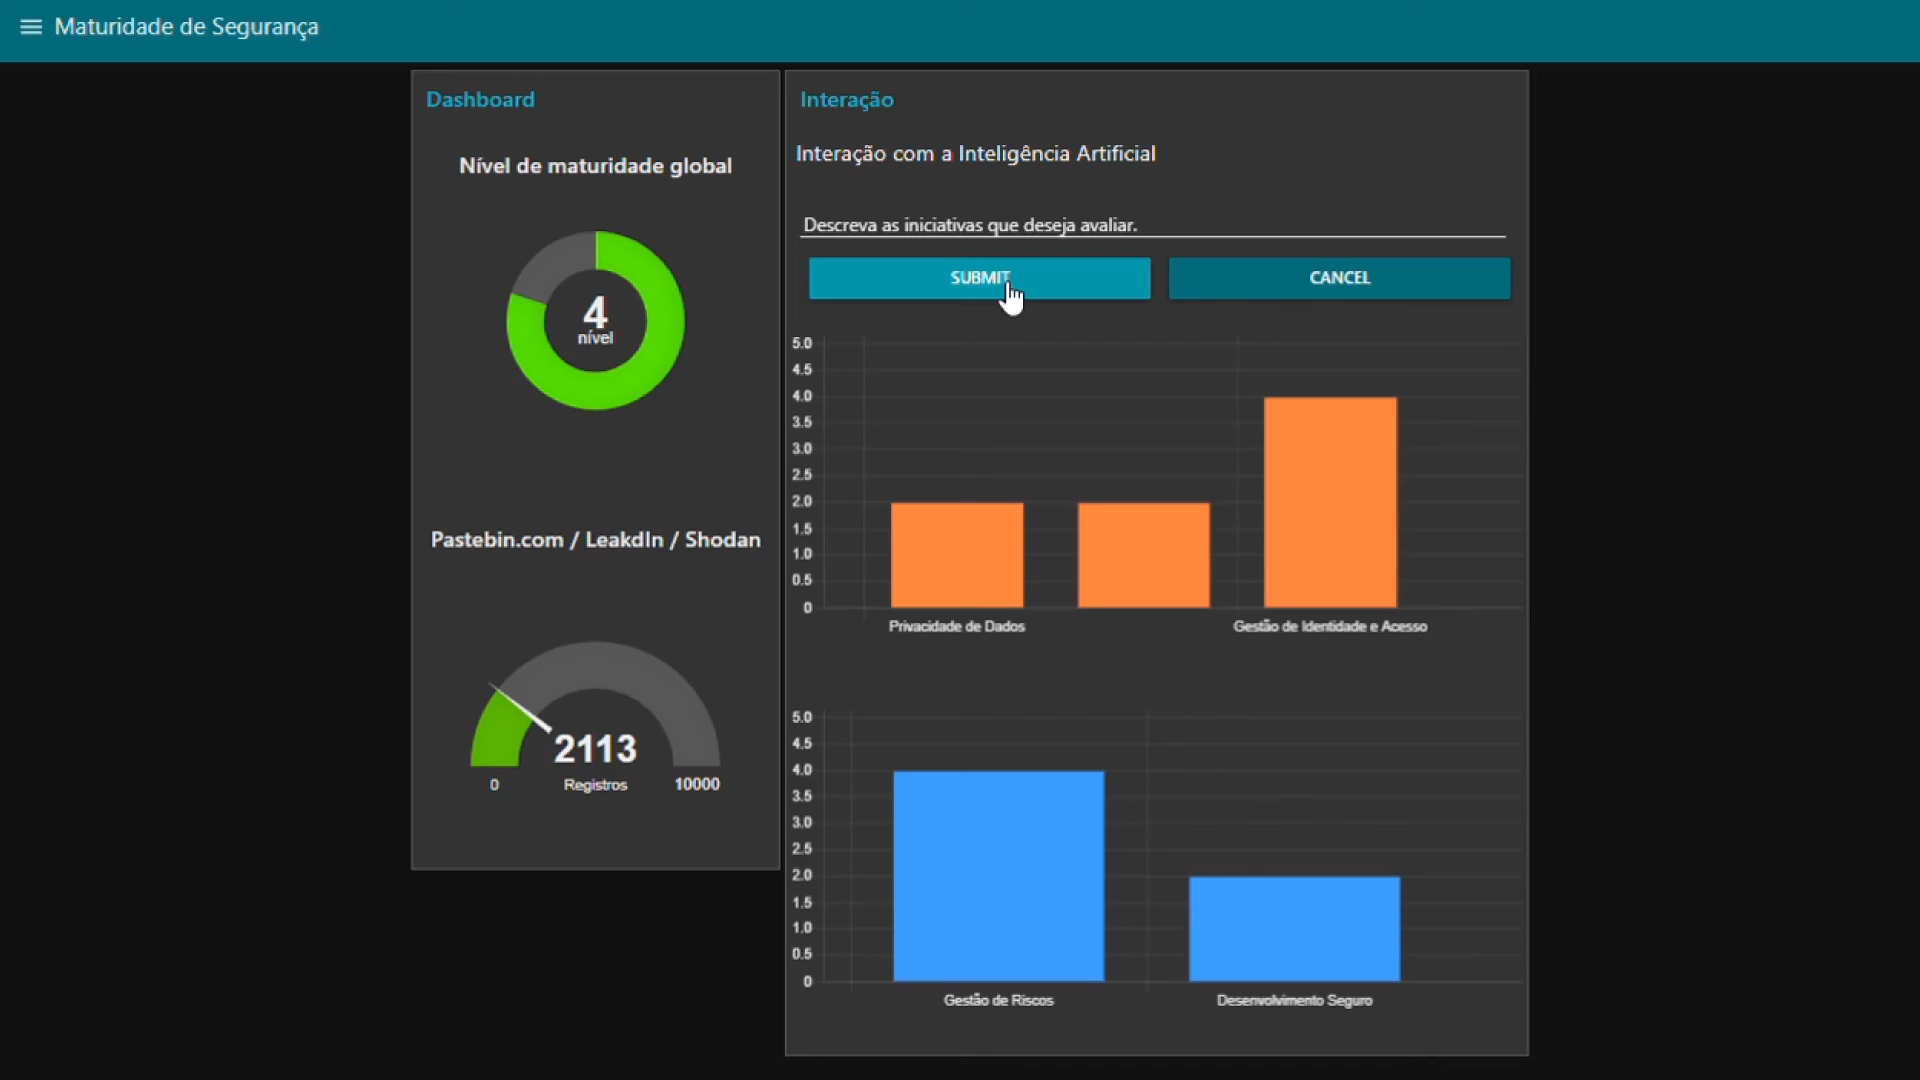 Maturidade de Segurança
Dashboard
Nível de maturidade global
4
nível
Pastebin.com / LeakdIn / Shodan
2113
0
Registros
10000
Interação
Interação com a Inteligência Artificial
Descreva as iniciativas que deseja avaliar.
SUBMIT
CANCEL
5.0
4.5
4.0
3.5
3.0
2.5
2.0
1.5
1.0
0.5
0
Privacidade de Dados
Gestão de Identidade e Acesso
5.0
4.5
4.0
3.5
3.0
2.5
2.0
1.5
1.0
0.5
0
Gestão de Riscos
Desenvolvimento Seguro